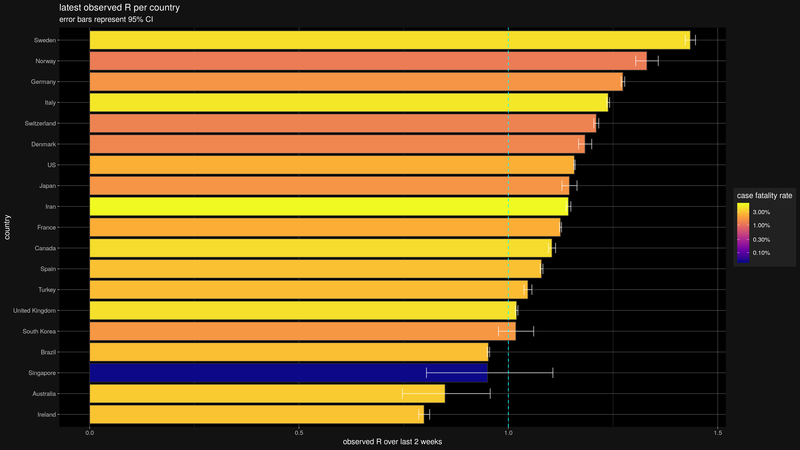 latest observed R per country
error bars represent 95% CI
Sweden
Norway
Germany
Italy
Switzerland
Denmark
US
Japan
Iran
France
Canada
Spain
Turkey
United Kingdom
South Korea
Brazil
Singapore
Australia
Ireland
country
0.0
0.5
1.0
1.5
observed R over last 2 weeks
case fatality rate
3.00%
1.00%
0.30%
0.10%